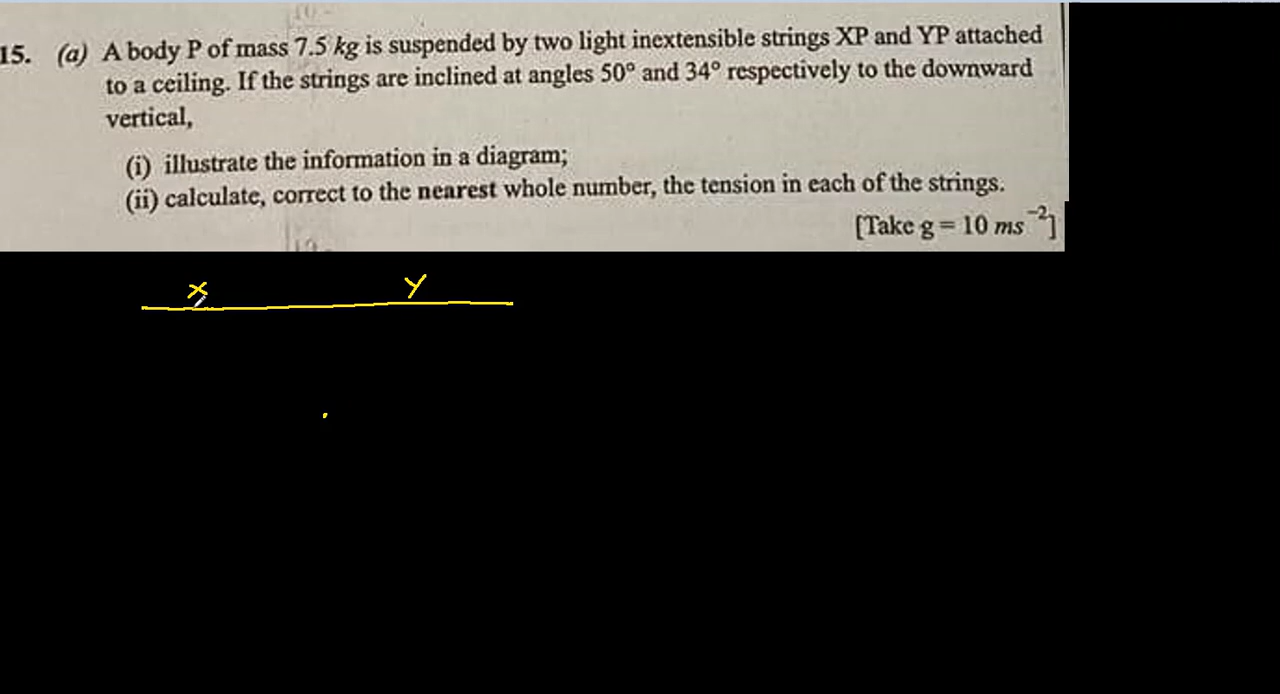 15. (a) A body P of mass 7.5 kg is suspended by two light inextensible strings XP and YP attached
to a ceiling. If the strings are inclined at angles 50° and 34° respectively to the downward
vertical,
(i) illustrate the information in a diagram;
(ii) calculate, correct to the nearest whole number, the tension in each of the strings.
[Take g = 10 ms⁻²]
X Y